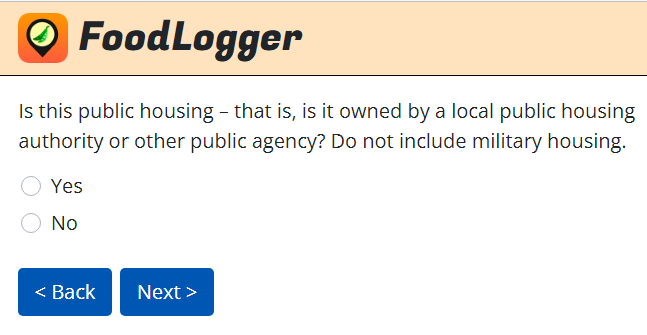 FoodLogger
Is this public housing – that is, is it owned by a local public housing
authority or other public agency? Do not include military housing.
Yes
No
< Back
Next >